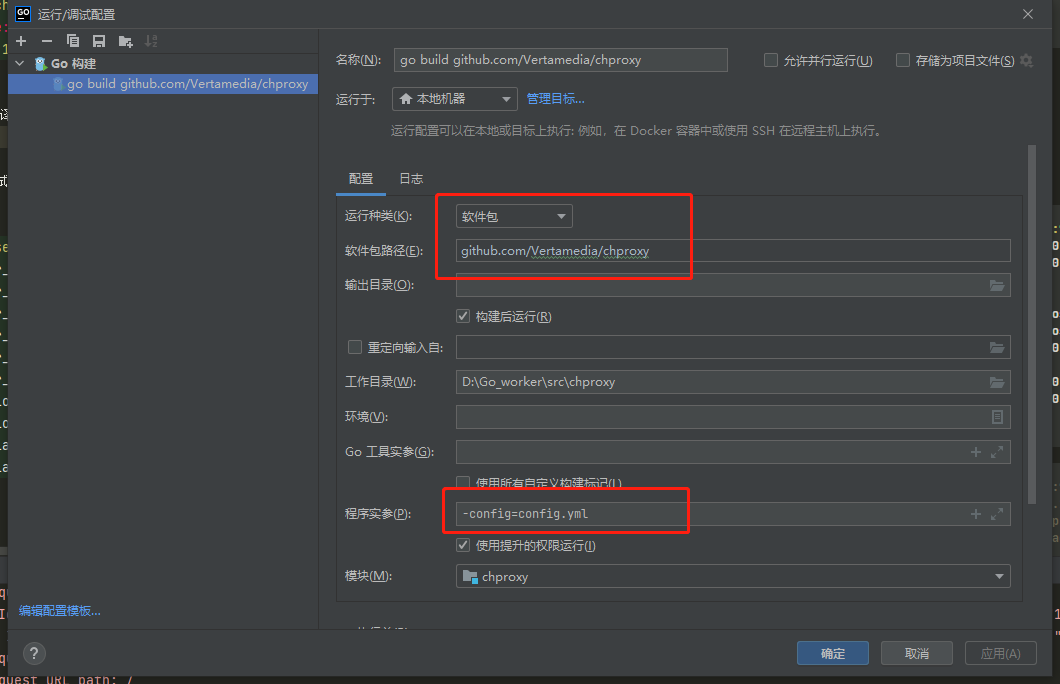 GO 运行/调试配置
Go 构建
go build github.com/Vertamedia/chproxy
名称(N):
go build github.com/Vertamedia/chproxy
允许并行运行(U)
存储为项目文件(S)
运行于:
本地机器
管理目标...
运行配置可以在本地或目标上执行: 例如，在 Docker 容器中或使用 SSH 在远程主机上执行。
配置
日志
运行种类(K):
软件包
软件包路径(E):
github.com/Vertamedia/chproxy
输出目录(O):
构建后运行(R)
重定向输入自:
工作目录(W):
D:\Go_worker\src\chproxy
环境(V):
Go 工具实参(G):
使用所有自定义构建标记(L)
程序实参(P):
-config=config.yml
使用提升的权限运行(I)
模块(M):
chproxy
编辑配置模板...
?
确定
取消
应用(A)
quest URL path: /